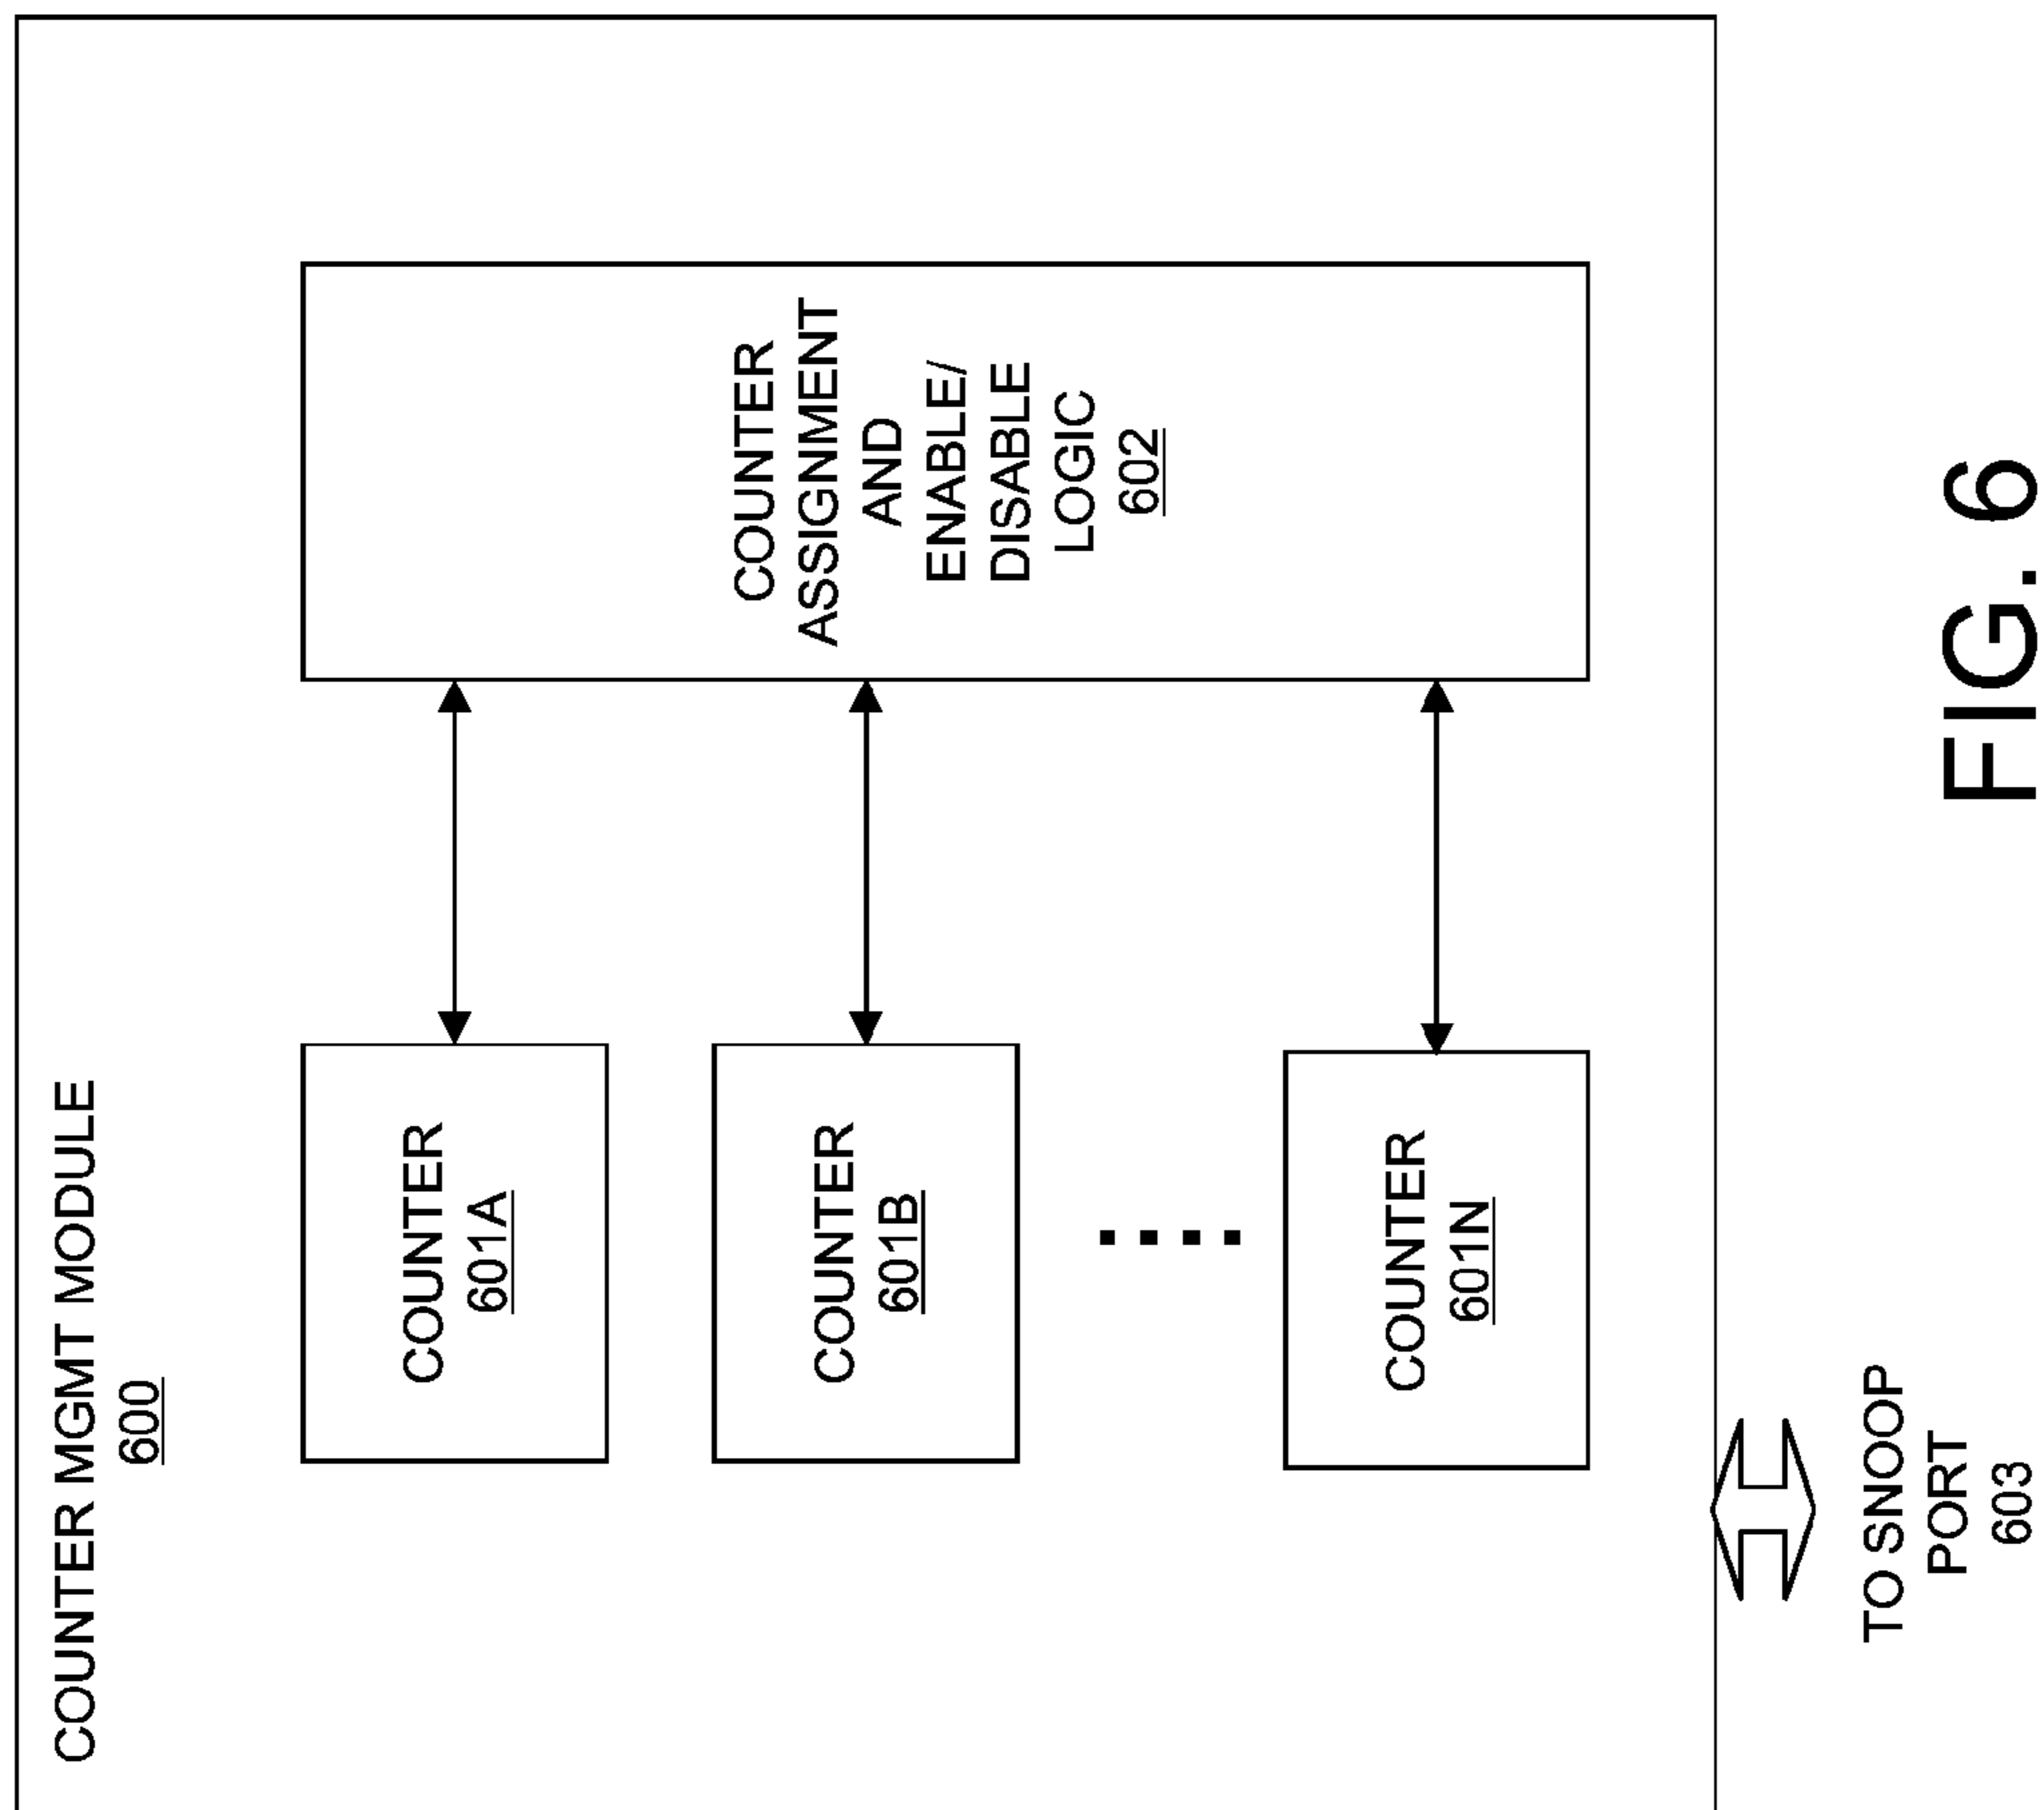 COUNTER MGMT MODULE
600
COUNTER
601A
COUNTER
601B
COUNTER
601N
COUNTER
ASSIGNMENT
AND
ENABLE/
DISABLE
LOGIC
602
TO SNOOP
PORT
603
FIG. 6